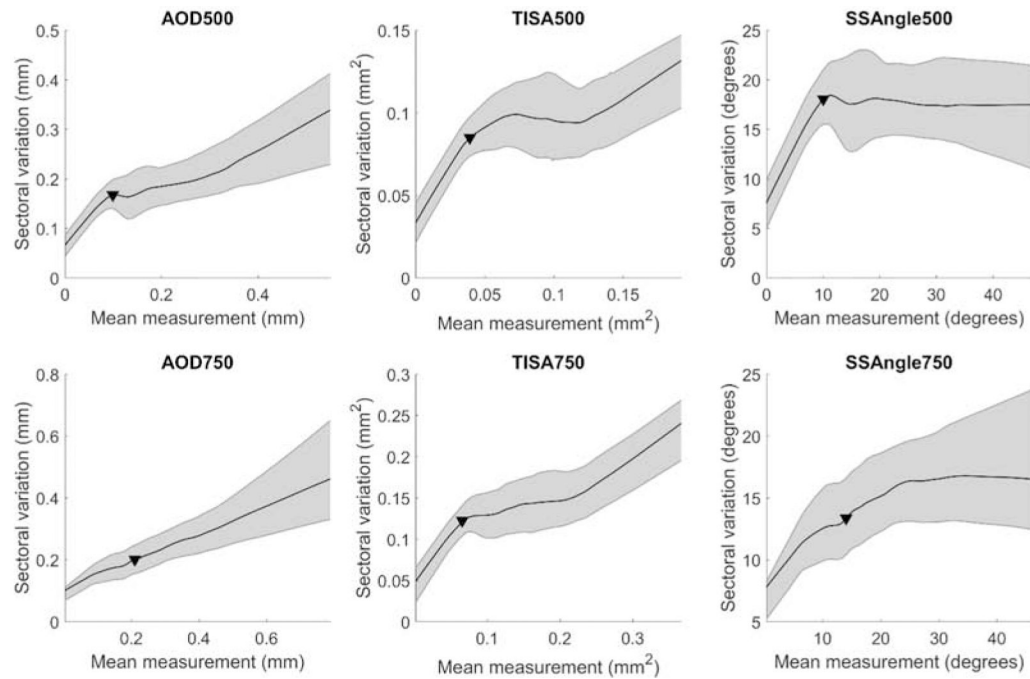 AOD500
Sectoral variation (mm)
0.5
0.4
0.3
0.2
0.1
0
0 0.2 0.4
Mean measurement (mm)
TISA500
Sectoral variation (mm²)
0.15
0.1
0.05
0
0 0.05 0.1 0.15
Mean measurement (mm²)
SSAngle500
Sectoral variation (degrees)
25
20
15
10
5
0
0 10 20 30 40
Mean measurement (degrees)
AOD750
Sectoral variation (mm)
0.8
0.6
0.4
0.2
0
0.2 0.4 0.6
Mean measurement (mm)
TISA750
Sectoral variation (mm²)
0.3
0.25
0.2
0.15
0.1
0.05
0
0.1 0.2 0.3
Mean measurement (mm²)
SSAngle750
Sectoral variation (degrees)
25
20
15
10
5
10 20 30 40
Mean measurement (degrees)